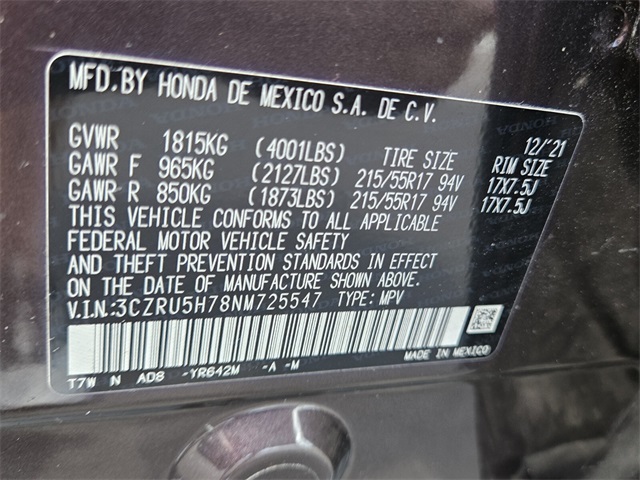 MFD. BY HONDA DE MEXICO S.A. DE C.V.
12/'21
GVWR 1815KG (4001LBS) TIRE SIZE RIM SIZE
GAWR F 965KG (2127LBS) 215/55R17 94V 17X7.5J
GAWR R 850KG (1873LBS) 215/55R17 94V 17X7.5J
THIS VEHICLE CONFORMS TO ALL APPLICABLE
FEDERAL MOTOR VEHICLE SAFETY
AND THEFT PREVENTION STANDARDS IN EFFECT
ON THE DATE OF MANUFACTURE SHOWN ABOVE.
V.I.N.:3CZRU5H78NM725547 TYPE: MPV
MADE IN MEXICO
T7W N AD8 -YR642M -A -M